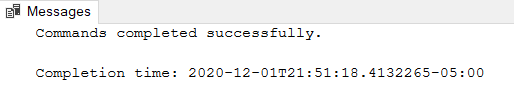 Messages
Commands completed successfully.
Completion time: 2020-12-01T21:51:18.4132265-05:00